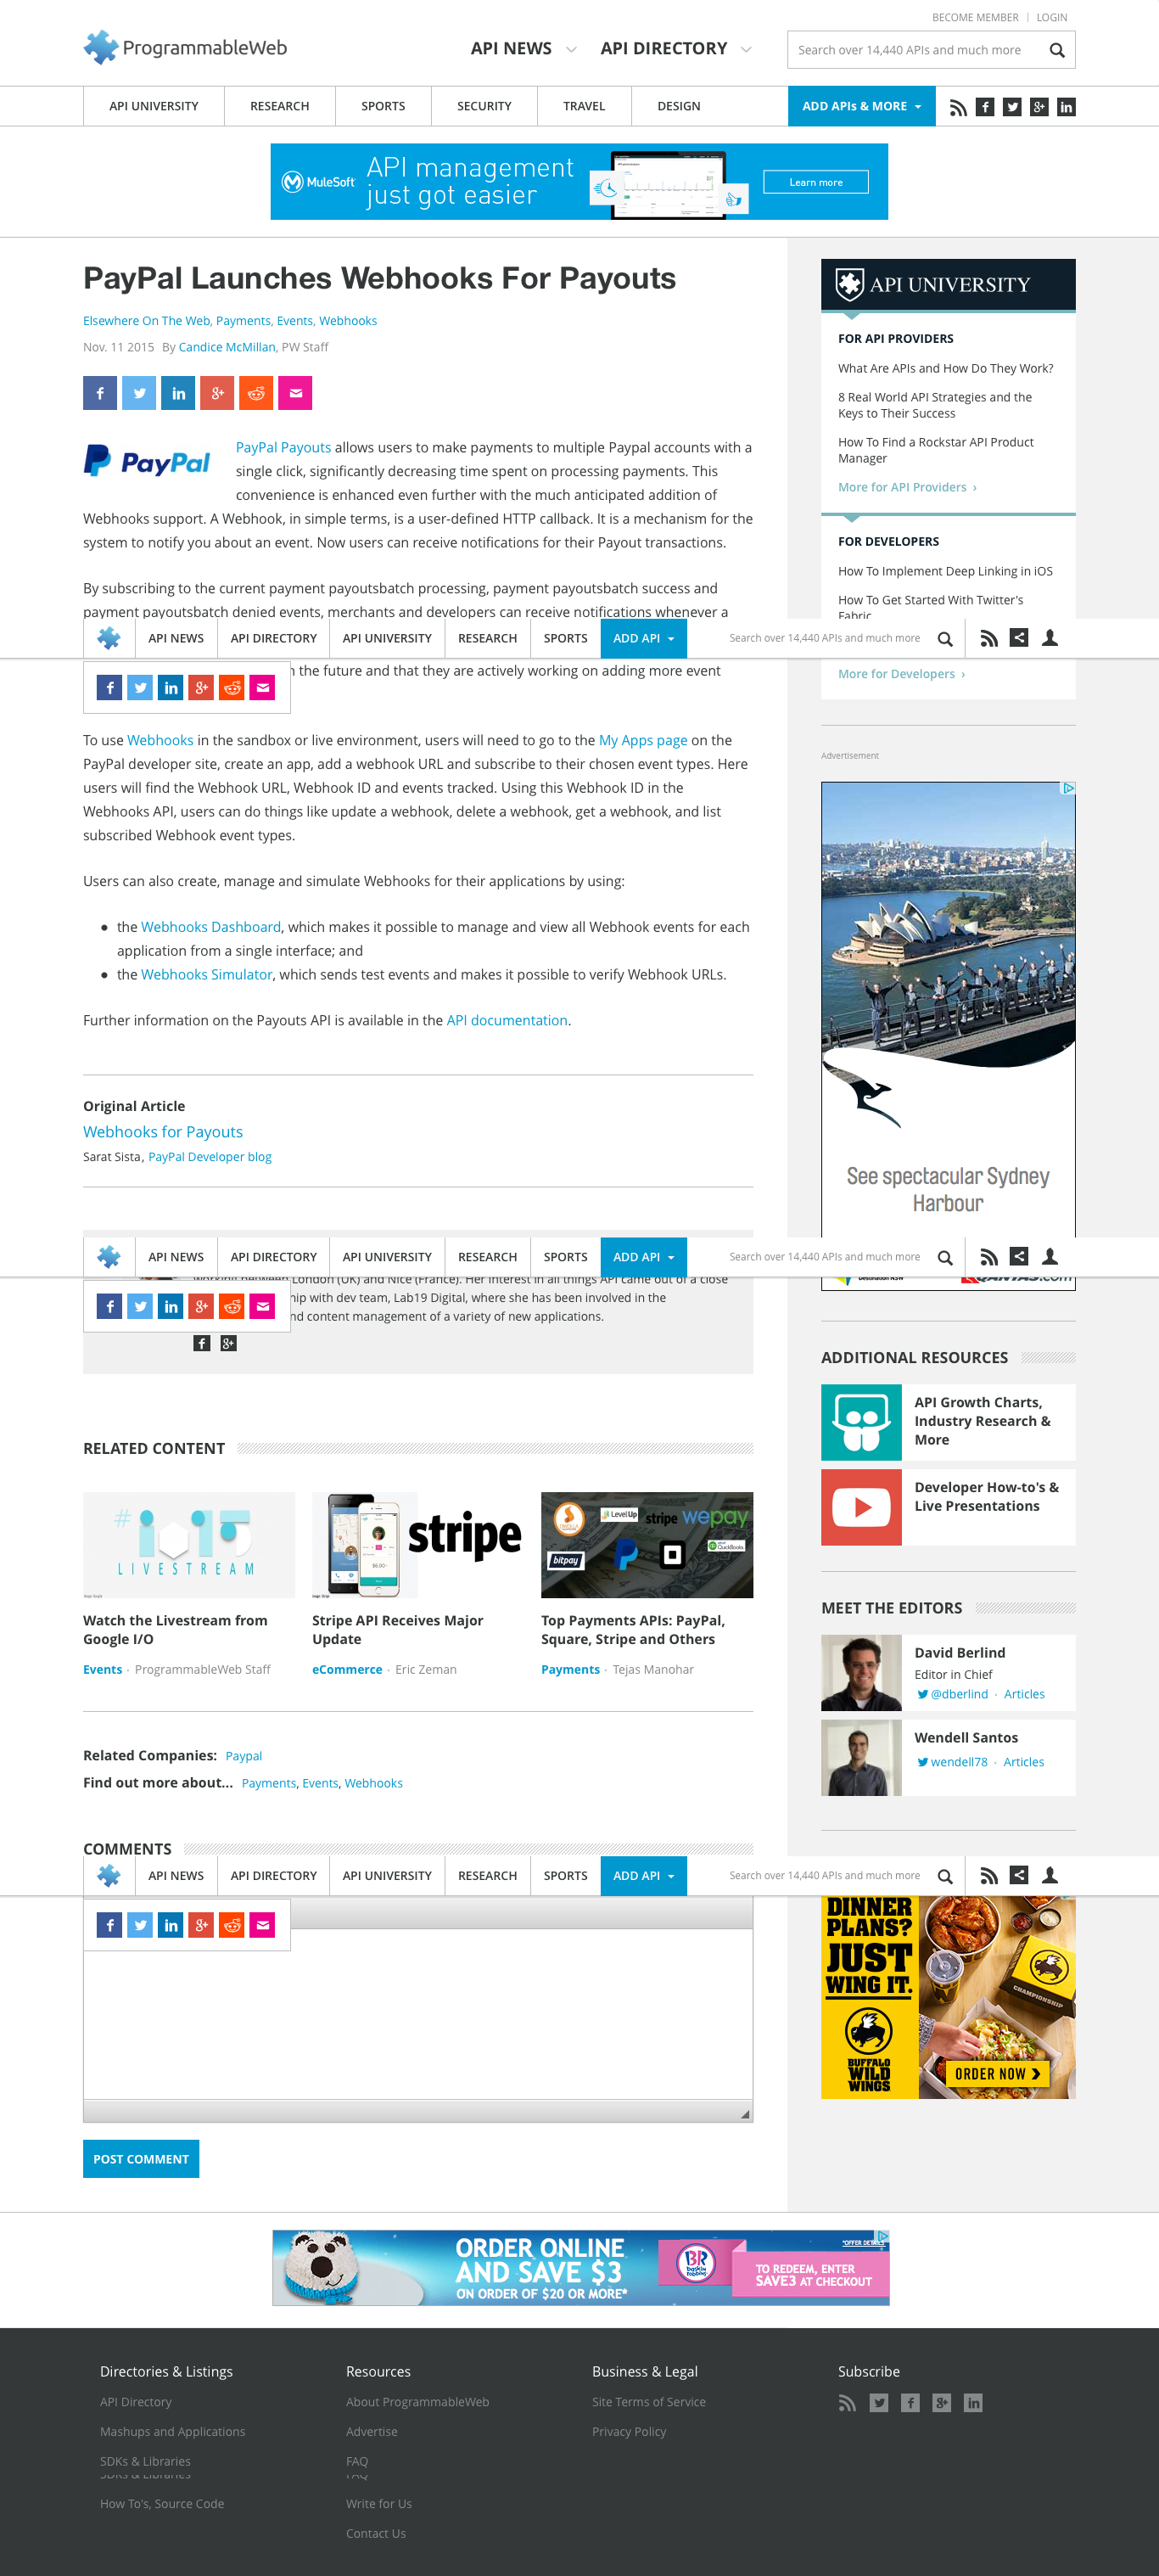 BECOME MEMBER | LOGIN
ProgrammableWeb
API NEWS
API DIRECTORY
Search over 14,440 APIs and much more
API UNIVERSITY
RESEARCH
SPORTS
SECURITY
TRAVEL
DESIGN
ADD APIs & MORE
MuleSoft
API management
just got easier
Learn more
PayPal Launches Webhooks For Payouts
Elsewhere On The Web, Payments, Events, Webhooks
Nov. 11 2015 By Candice McMillan, PW Staff
PayPal
PayPal Payouts allows users to make payments to multiple Paypal accounts with a
single click, significantly decreasing time spent on processing payments. This
convenience is enhanced even further with the much anticipated addition of
Webhooks support. A Webhook, in simple terms, is a user-defined HTTP callback. It is a mechanism for the
system to notify you about an event. Now users can receive notifications for their Payout transactions.
By subscribing to the current payment payoutsbatch processing, payment payoutsbatch success and
payment payoutsbatch denied events, merchants and developers can receive notifications whenever a
API NEWS
API DIRECTORY
API UNIVERSITY
RESEARCH
SPORTS
ADD API
Search over 14,440 APIs and much more
the future and that they are actively working on adding more event
To use Webhooks in the sandbox or live environment, users will need to go to the My Apps page on the
PayPal developer site, create an app, add a webhook URL and subscribe to their chosen event types. Here
users will find the Webhook URL, Webhook ID and events tracked. Using this Webhook ID in the
Webhooks API, users can do things like update a webhook, delete a webhook, get a webhook, and list
subscribed Webhook event types.
Users can also create, manage and simulate Webhooks for their applications by using:
● the Webhooks Dashboard, which makes it possible to manage and view all Webhook events for each
application from a single interface; and
● the Webhooks Simulator, which sends test events and makes it possible to verify Webhook URLs.
Further information on the Payouts API is available in the API documentation.
Original Article
Webhooks for Payouts
Sarat Sista, PayPal Developer blog
API NEWS
API DIRECTORY
API UNIVERSITY
RESEARCH
SPORTS
ADD API
Search over 14,440 APIs and much more
working between London (UK) and Nice (France). Her interest in all things API came out of a close
with dev team, Lab19 Digital, where she has been involved in the
content management of a variety of new applications.
RELATED CONTENT
#io15
LIVESTREAM
Watch the Livestream from
Google I/O
Events · ProgrammableWeb Staff
stripe
Stripe API Receives Major
Update
eCommerce · Eric Zeman
LevelUp
stripe
wepay
bitpay
QuickBooks
Top Payments APIs: PayPal,
Square, Stripe and Others
Payments · Tejas Manohar
Related Companies: Paypal
Find out more about... Payments, Events, Webhooks
COMMENTS
API NEWS
API DIRECTORY
API UNIVERSITY
RESEARCH
SPORTS
ADD API
Search over 14,440 APIs and much more
POST COMMENT
API UNIVERSITY
FOR API PROVIDERS
What Are APIs and How Do They Work?
8 Real World API Strategies and the
Keys to Their Success
How To Find a Rockstar API Product
Manager
More for API Providers ›
FOR DEVELOPERS
How To Implement Deep Linking in iOS
How To Get Started With Twitter's
Fabric
More for Developers ›
Advertisement
See spectacular Sydney
Harbour
QANTAS.com
ADDITIONAL RESOURCES
API Growth Charts,
Industry Research &
More
Developer How-to's &
Live Presentations
MEET THE EDITORS
David Berlind
Editor in Chief
@dberlind · Articles
Wendell Santos
wendell78 · Articles
DINNER
PLANS?
JUST
WING IT.
CHAMPIONSHIP
BUFFALO
WILD
WINGS
ORDER NOW
ORDER ONLINE
AND SAVE $3
ON ORDER OF $20 OR MORE*
BR
baskin
robbins
*OFFER DETAILS
TO REDEEM, ENTER
SAVE3 AT CHECKOUT
Directories & Listings
API Directory
Mashups and Applications
SDKs & Libraries
SDKs & Libraries
How To's, Source Code
Resources
About ProgrammableWeb
Advertise
FAQ
FAQ
Write for Us
Contact Us
Business & Legal
Site Terms of Service
Privacy Policy
Subscribe